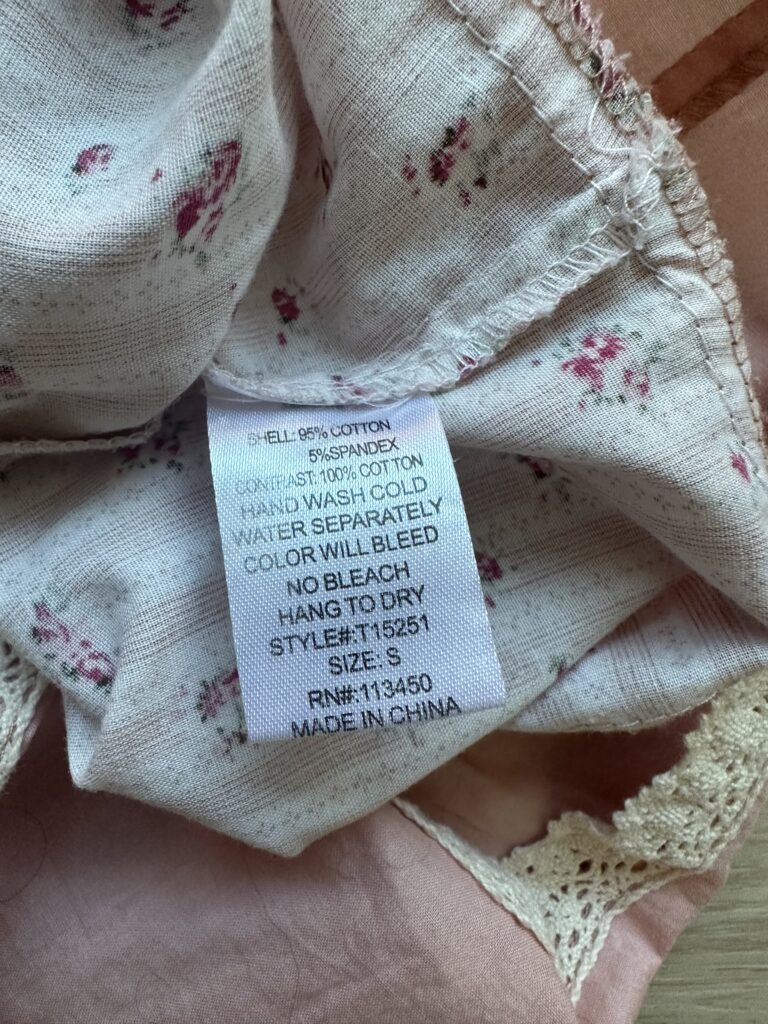 SHELL: 95% COTTON
5%SPANDEX
CONTRAST: 100% COTTON
HAND WASH COLD
WATER SEPARATELY
COLOR WILL BLEED
NO BLEACH
HANG TO DRY
STYLE#:T15251
SIZE: S
RN#:113450
MADE IN CHINA